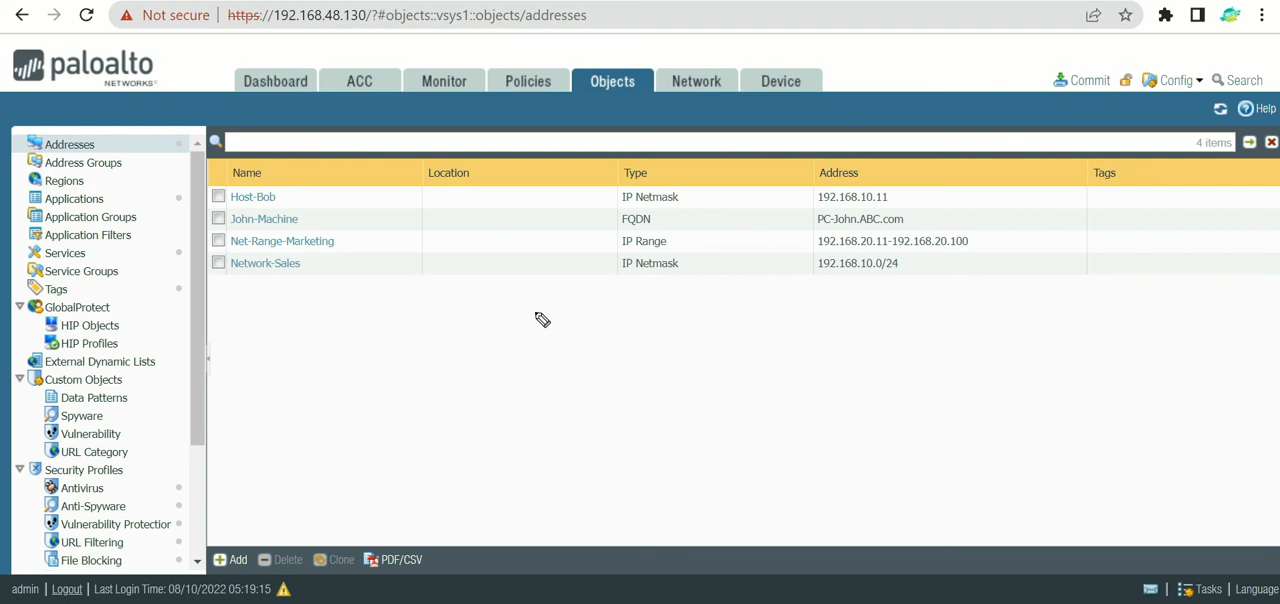 Not secure | https://192.168.48.130/?#objects::vsys1::objects/addresses
paloalto
NETWORKS®
Dashboard ACC Monitor Policies Objects Network Device
Commit Config Search
Help
4 items
Addresses
Address Groups
Regions
Applications
Application Groups
Application Filters
Services
Service Groups
Tags
GlobalProtect
HIP Objects
HIP Profiles
External Dynamic Lists
Custom Objects
Data Patterns
Spyware
Vulnerability
URL Category
Security Profiles
Antivirus
Anti-Spyware
Vulnerability Protection
URL Filtering
File Blocking
Name Location Type Address Tags
Host-Bob IP Netmask 192.168.10.11
John-Machine FQDN PC-John.ABC.com
Net-Range-Marketing IP Range 192.168.20.11-192.168.20.100
Network-Sales IP Netmask 192.168.10.0/24
Add Delete Clone PDF/CSV
admin | Logout | Last Login Time: 08/10/2022 05:19:15 | Tasks | Language